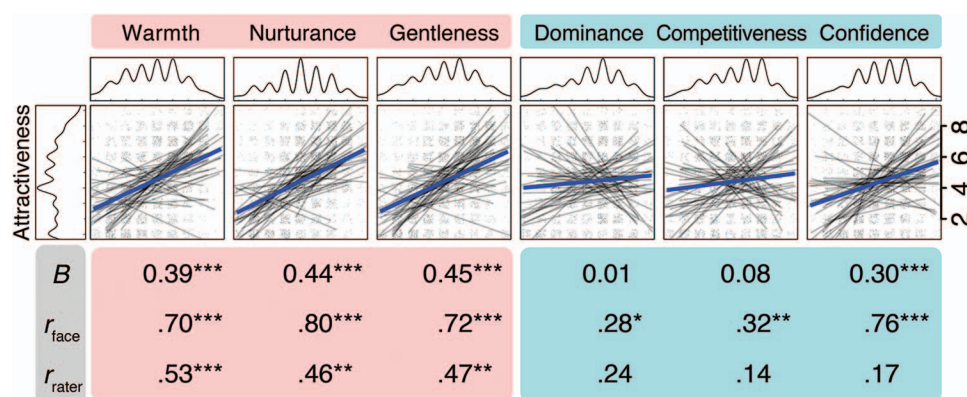 Warmth Nurturance Gentleness Dominance Competitiveness Confidence
Attractiveness
8
6
4
2
B 0.39*** 0.44*** 0.45*** 0.01 0.08 0.30***
rface .70*** .80*** .72*** .28* .32** .76***
rrater .53*** .46** .47** .24 .14 .17